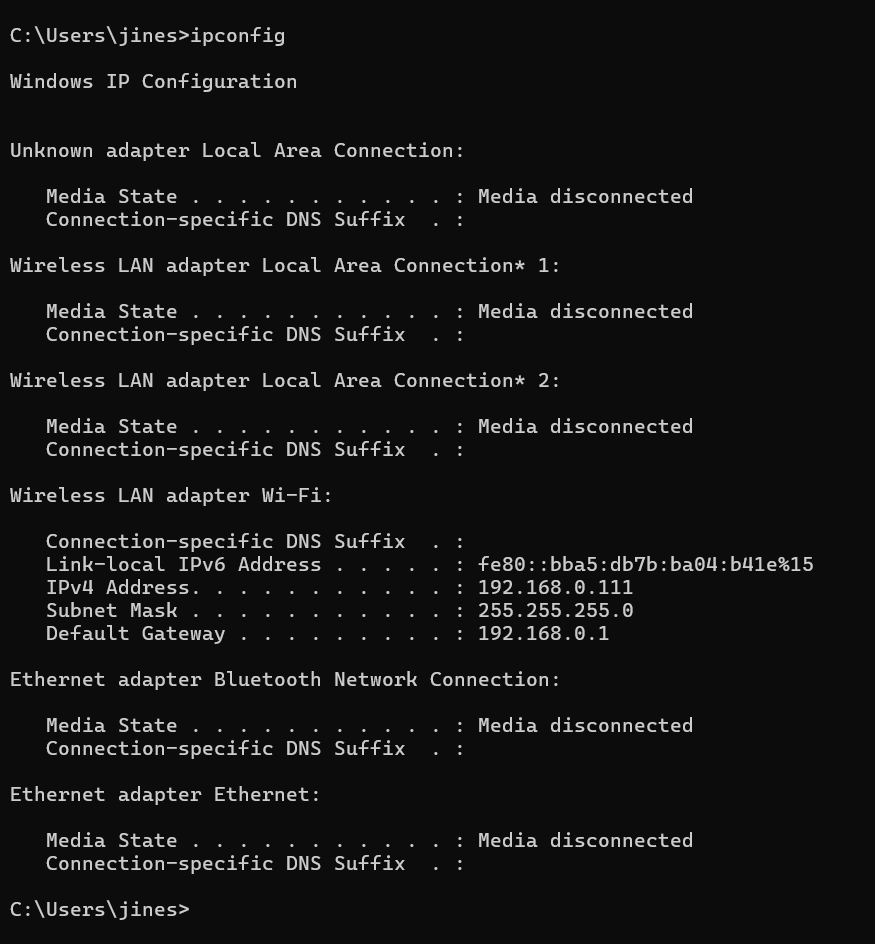 C:\Users\jines>ipconfig
Windows IP Configuration
Unknown adapter Local Area Connection:
   Media State . . . . . . . . . . . : Media disconnected
   Connection-specific DNS Suffix  . :
Wireless LAN adapter Local Area Connection* 1:
   Media State . . . . . . . . . . . : Media disconnected
   Connection-specific DNS Suffix  . :
Wireless LAN adapter Local Area Connection* 2:
   Media State . . . . . . . . . . . : Media disconnected
   Connection-specific DNS Suffix  . :
Wireless LAN adapter Wi-Fi:
   Connection-specific DNS Suffix  . :
   Link-local IPv6 Address . . . . . : fe80::bba5:db7b:ba04:b41e%15
   IPv4 Address. . . . . . . . . . . : 192.168.0.111
   Subnet Mask . . . . . . . . . . . : 255.255.255.0
   Default Gateway . . . . . . . . . : 192.168.0.1
Ethernet adapter Bluetooth Network Connection:
   Media State . . . . . . . . . . . : Media disconnected
   Connection-specific DNS Suffix  . :
Ethernet adapter Ethernet:
   Media State . . . . . . . . . . . : Media disconnected
   Connection-specific DNS Suffix  . :
C:\Users\jines>